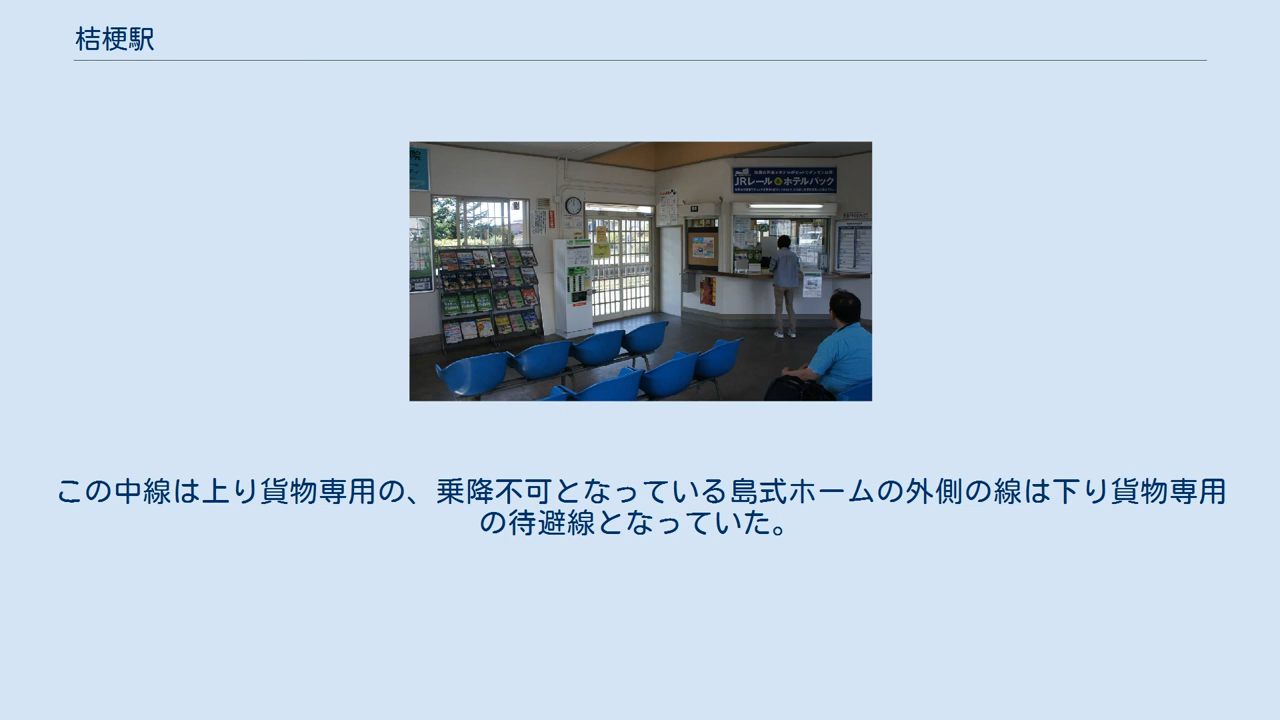 桔梗駅
JRレール&ホテルパック
この中線は上り貨物専用の、乗降不可となっている島式ホームの外側の線は下り貨物専用
の待避線となっていた。